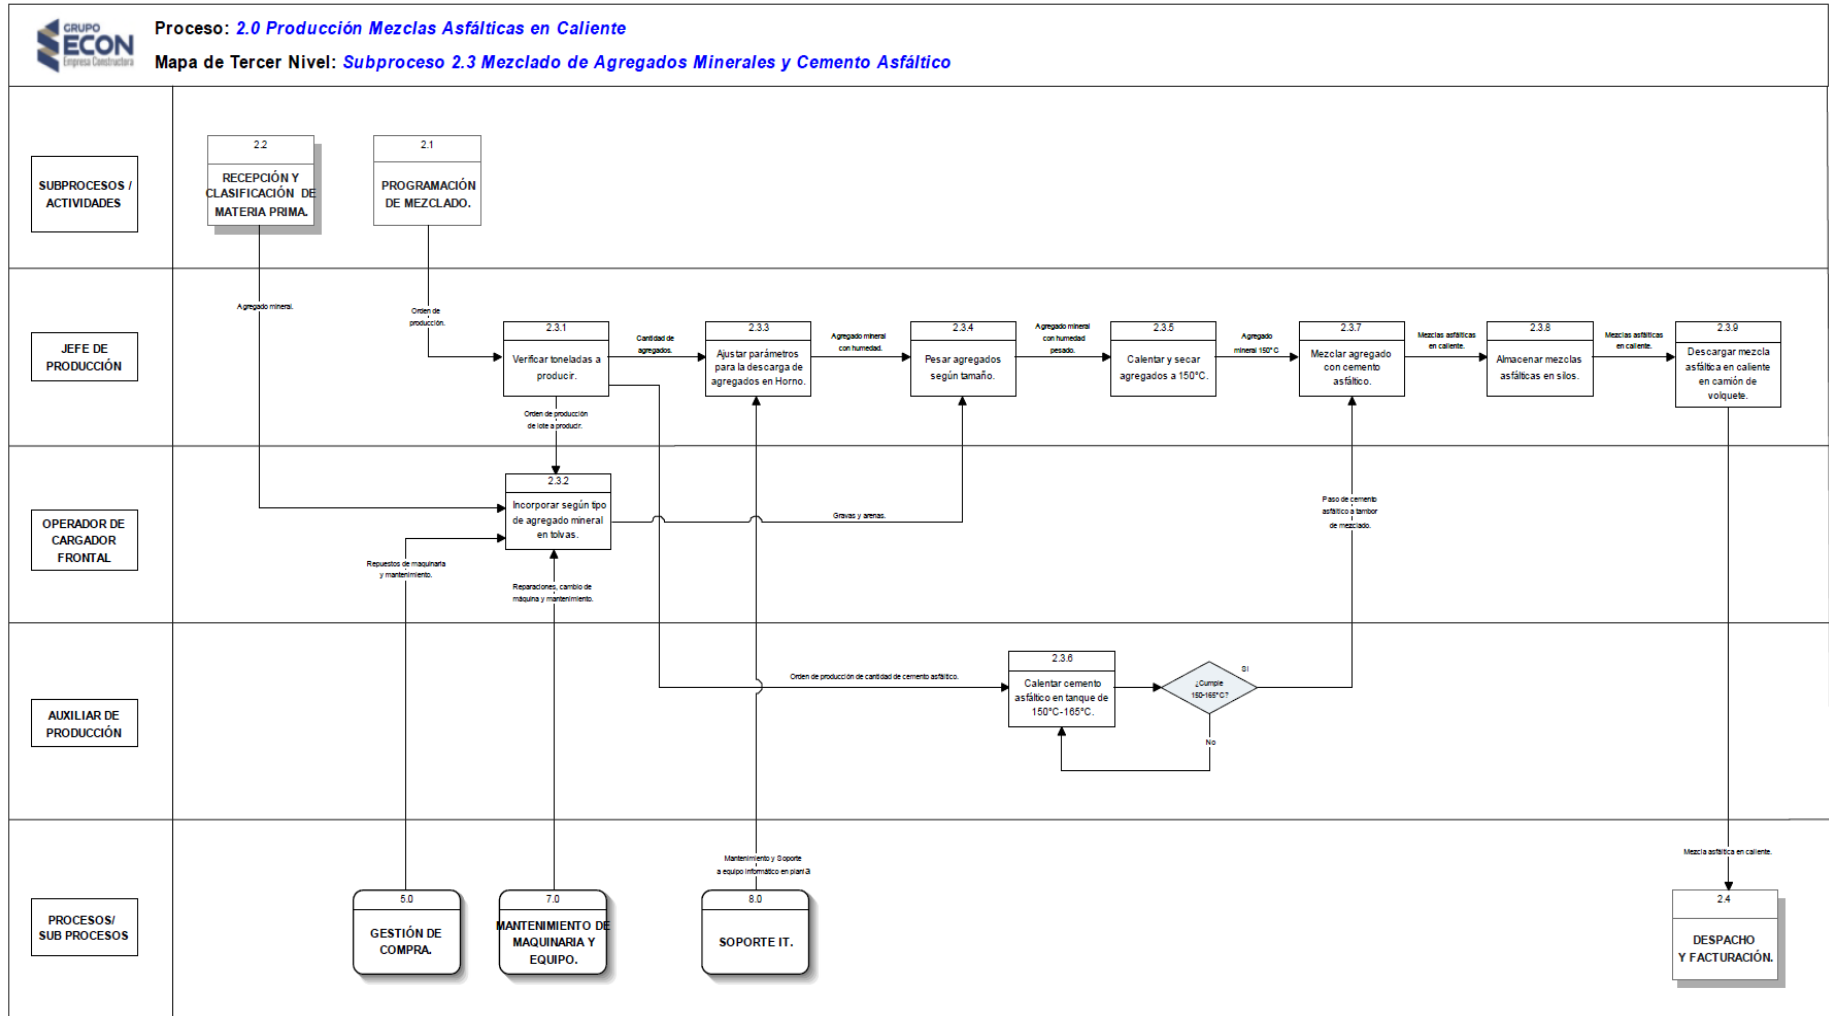 GRUPO
ECON
Empresa Constructora
Proceso: 2.0 Producción Mezclas Asfálticas en Caliente
Mapa de Tercer Nivel: Subproceso 2.3 Mezclado de Agregados Minerales y Cemento Asfáltico
SUBPROCESOS /
ACTIVIDADES
2.2
RECEPCIÓN Y
CLASIFICACIÓN DE
MATERIA PRIMA.
2.1
PROGRAMACIÓN
DE MEZCLADO.
JEFE DE
PRODUCCIÓN
Agregado mineral.
Orden de
producción.
2.3.1
Verificar toneladas a
producir.
Cantidad de
agregados.
2.3.3
Ajustar parámetros
para la descarga de
agregados en Horno.
Agregado mineral
con humedad.
2.3.4
Pesar agregados
según tamaño.
Agregado mineral
con humedad
pesado.
2.3.5
Calentar y secar
agregados a 150°C.
Agregado
mineral 150°C
2.3.7
Mezclar agregado
con cemento
asfáltico.
Mezclas asfálticas
en caliente.
2.3.8
Almacenar mezclas
asfálticas en silos.
Mezclas asfálticas
en caliente.
2.3.9
Descargar mezcla
asfáltica en caliente
en camión de
volquete.
Orden de producción
de lote a producir.
OPERADOR DE
CARGADOR
FRONTAL
2.3.2
Incorporar según tipo
de agregado mineral
en tolvas.
Gravas y arenas.
Paso de cemento
asfáltico a tambor
de mezclado.
Repuestos de maquinaria
y mantenimiento.
Reparaciones, cambio de
máquina y mantenimiento.
AUXILIAR DE
PRODUCCIÓN
Orden de producción de cantidad de cemento asfáltico.
2.3.6
Calentar cemento
asfáltico en tanque de
150°C-165°C.
¿Cumple
150-165°C?
SI
No
PROCESOS/
SUB PROCESOS
Mantenimiento y Soporte
a equipo informático en planta
Mezcla asfáltica en caliente.
5.0
GESTIÓN DE
COMPRA.
7.0
MANTENIMIENTO DE
MAQUINARIA Y
EQUIPO.
8.0
SOPORTE IT.
2.4
DESPACHO
Y FACTURACIÓN.